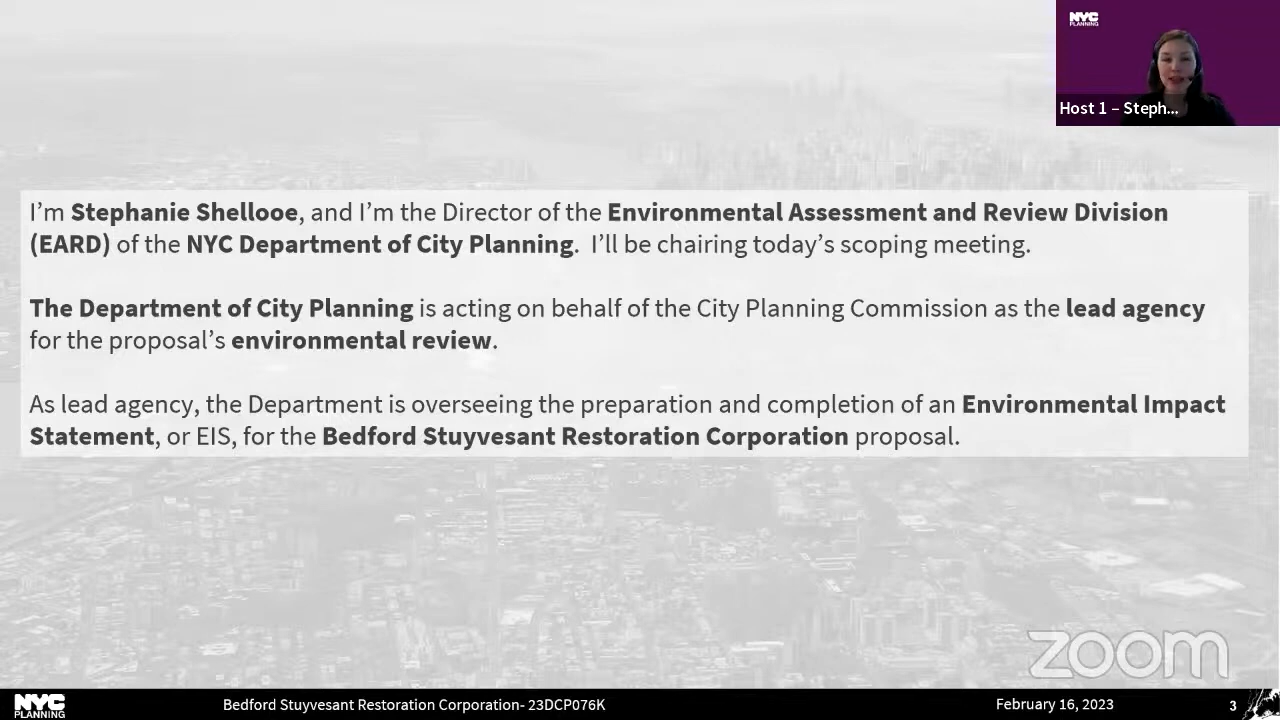 NYC
PLANNING
Host 1 – Steph...
I’m Stephanie Shellooe, and I’m the Director of the Environmental Assessment and Review Division
(EARD) of the NYC Department of City Planning.  I’ll be chairing today’s scoping meeting.
The Department of City Planning is acting on behalf of the City Planning Commission as the lead agency
for the proposal’s environmental review.
As lead agency, the Department is overseeing the preparation and completion of an Environmental Impact
Statement, or EIS, for the Bedford Stuyvesant Restoration Corporation proposal.
zoom
NYC
PLANNING
Bedford Stuyvesant Restoration Corporation- 23DCP076K
February 16, 2023
3